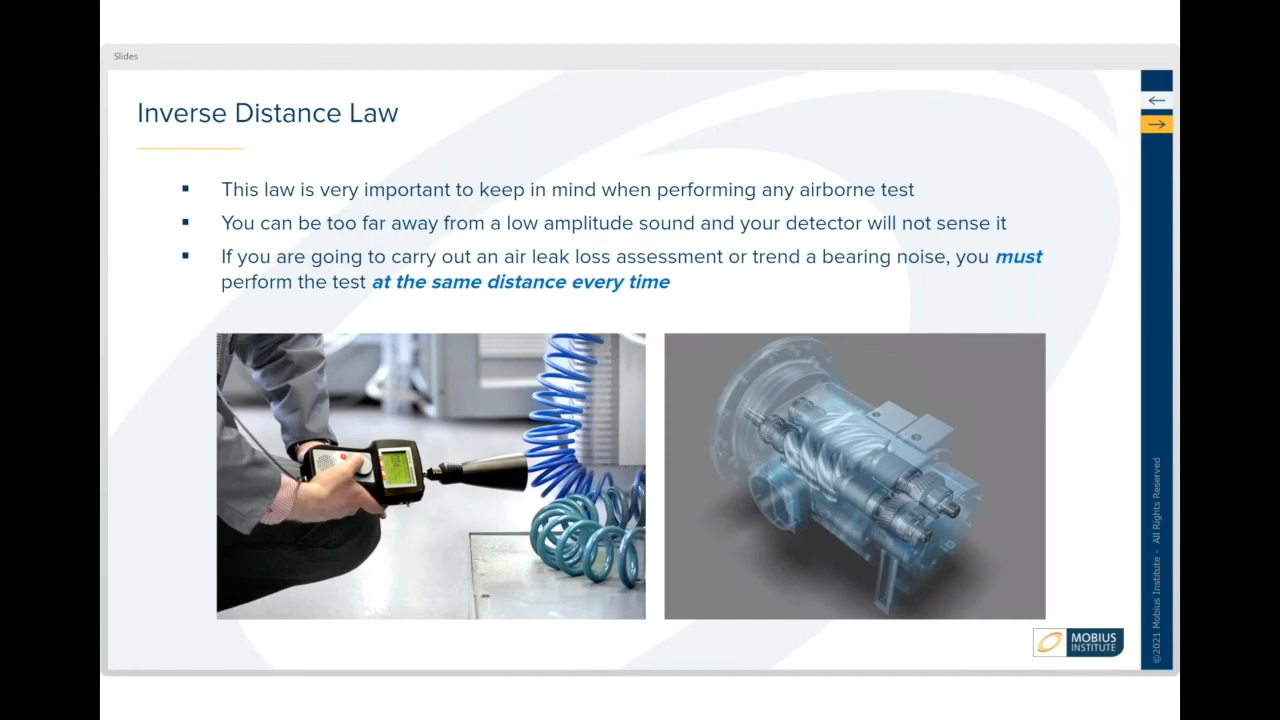 Slides
Inverse Distance Law
▪ This law is very important to keep in mind when performing any airborne test
▪ You can be too far away from a low amplitude sound and your detector will not sense it
▪ If you are going to carry out an air leak loss assessment or trend a bearing noise, you must
perform the test at the same distance every time
MOBIUS
INSTITUTE
©2021 Mobius Institute - All Rights Reserved